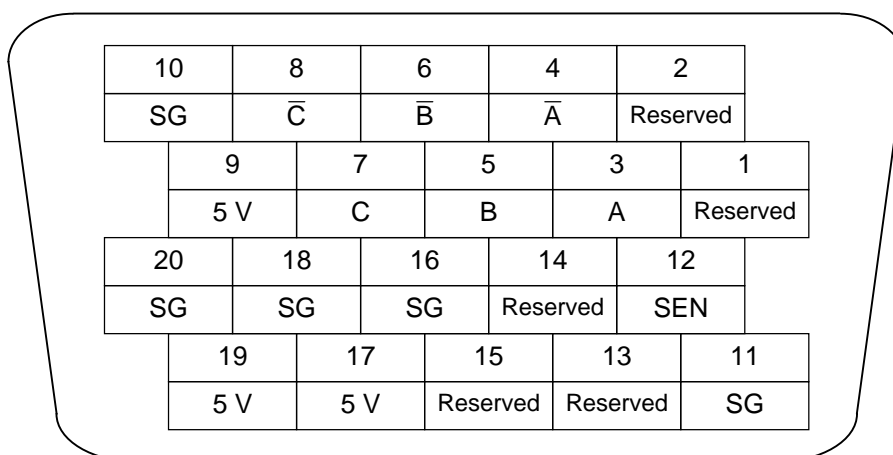 10 8 6 4 2
SG C̅ B̅ A̅ Reserved
9 7 5 3 1
5 V C B A Reserved
20 18 16 14 12
SG SG SG Reserved SEN
19 17 15 13 11
5 V 5 V Reserved Reserved SG